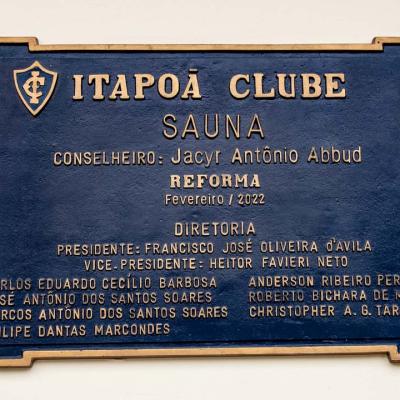 ITAPOÃ CLUBE
SAUNA
CONSELHEIRO: Jacyr Antônio Abbud
REFORMA
Fevereiro / 2022
DIRETORIA
PRESIDENTE: FRANCISCO JOSÉ OLIVEIRA d'AVILA
VICE-PRESIDENTE: HEITOR FAVIERI NETO
EDUARDO CECÍLIO BARBOSA ANDERSON RIBEIRO
ANTÔNIO DOS SANTOS SOARES ROBERTO BICHARA DE
ANTÔNIO DOS SANTOS SOARES CHRISTOPHER A. G.
DANTAS MARCONDES